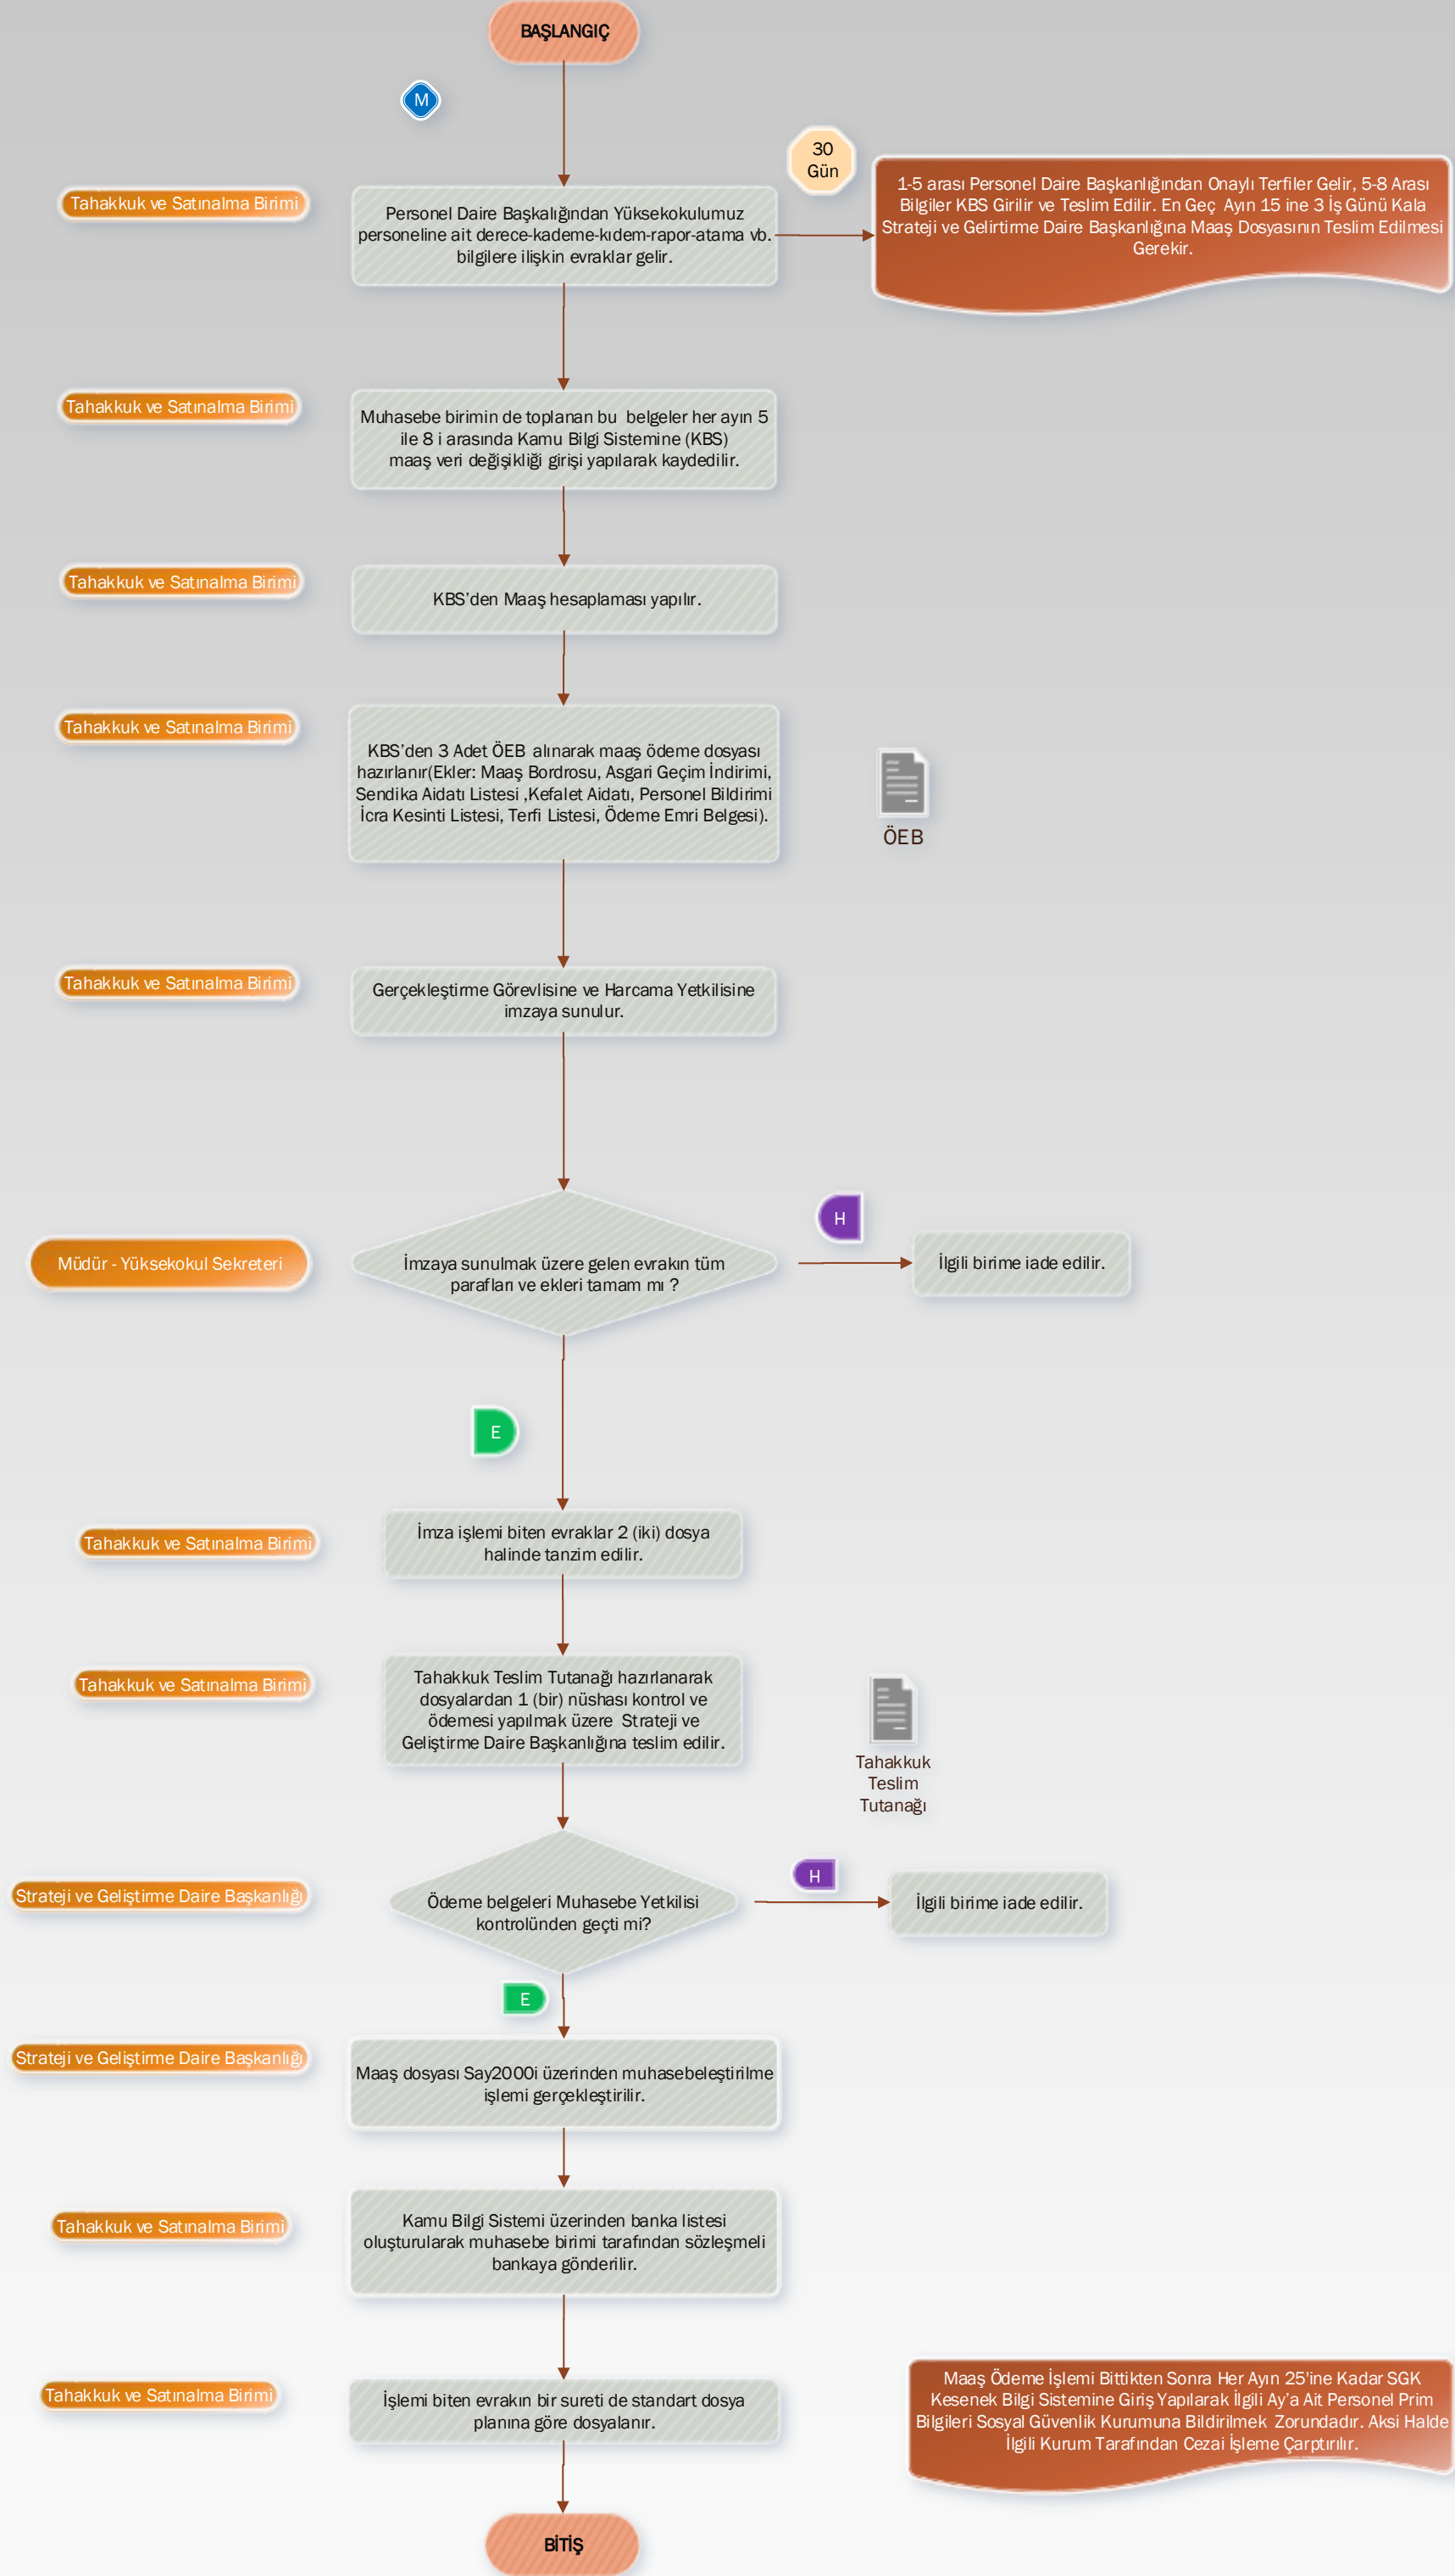 BAŞLANGIÇ
M
30
Gün
Tahakkuk ve Satınalma Birimi
Personel Daire Başkalığından Yüksekokulumuz
personeline ait derece-kademe-kıdem-rapor-atama vb.
bilgilere ilişkin evraklar gelir.
1-5 arası Personel Daire Başkanlığından Onaylı Terfiler Gelir, 5-8 Arası
Bilgiler KBS Girilir ve Teslim Edilir. En Geç Ayın 15 ine 3 İş Günü Kala
Strateji ve Gelirtirme Daire Başkanlığına Maaş Dosyasının Teslim Edilmesi
Gerekir.
Tahakkuk ve Satınalma Birimi
Muhasebe birimin de toplanan bu belgeler her ayın 5
ile 8 i arasında Kamu Bilgi Sistemine (KBS)
maaş veri değişikliği girişi yapılarak kaydedilir.
Tahakkuk ve Satınalma Birimi
KBS'den Maaş hesaplaması yapılır.
Tahakkuk ve Satınalma Birimi
KBS'den 3 Adet ÖEB alınarak maaş ödeme dosyası
hazırlanır(Ekler: Maaş Bordrosu, Asgari Geçim İndirimi,
Sendika Aidatı Listesi ,Kefalet Aidatı, Personel Bildirimi
İcra Kesinti Listesi, Terfi Listesi, Ödeme Emri Belgesi).
ÖEB
Tahakkuk ve Satınalma Birimi
Gerçekleştirme Görevlisine ve Harcama Yetkilisine
imzaya sunulur.
Müdür - Yüksekokul Sekreteri
İmzaya sunulmak üzere gelen evrakın tüm
parafları ve ekleri tamam mı ?
H
İlgili birime iade edilir.
E
Tahakkuk ve Satınalma Birimi
İmza işlemi biten evraklar 2 (iki) dosya
halinde tanzim edilir.
Tahakkuk ve Satınalma Birimi
Tahakkuk Teslim Tutanağı hazırlanarak
dosyalardan 1 (bir) nüshası kontrol ve
ödemesi yapılmak üzere Strateji ve
Geliştirme Daire Başkanlığına teslim edilir.
Tahakkuk
Teslim
Tutanağı
Strateji ve Geliştirme Daire Başkanlığı
Ödeme belgeleri Muhasebe Yetkilisi
kontrolünden geçti mi?
H
İlgili birime iade edilir.
E
Strateji ve Geliştirme Daire Başkanlığı
Maaş dosyası Say2000i üzerinden muhasebeleştirilme
işlemi gerçekleştirilir.
Tahakkuk ve Satınalma Birimi
Kamu Bilgi Sistemi üzerinden banka listesi
oluşturularak muhasebe birimi tarafından sözleşmeli
bankaya gönderilir.
Tahakkuk ve Satınalma Birimi
İşlemi biten evrakın bir sureti de standart dosya
planına göre dosyalanır.
Maaş Ödeme İşlemi Bittikten Sonra Her Ayın 25'ine Kadar SGK
Kesenek Bilgi Sistemine Giriş Yapılarak İlgili Ay'a Ait Personel Prim
Bilgileri Sosyal Güvenlik Kurumuna Bildirilmek Zorundadır. Aksi Halde
İlgili Kurum Tarafından Cezai İşleme Çarptırılır.
BİTİŞ